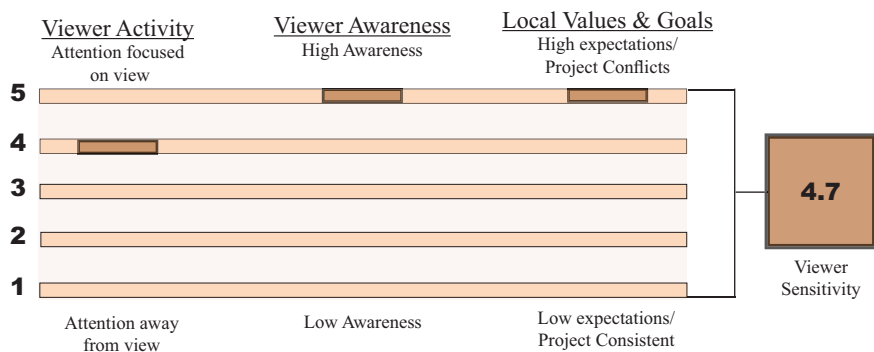 Viewer Activity
Attention focused
on view
Viewer Awareness
High Awareness
Local Values & Goals
High expectations/
Project Conflicts
5
4
3
2
1
4.7
Viewer
Sensitivity
Attention away
from view
Low Awareness
Low expectations/
Project Consistent